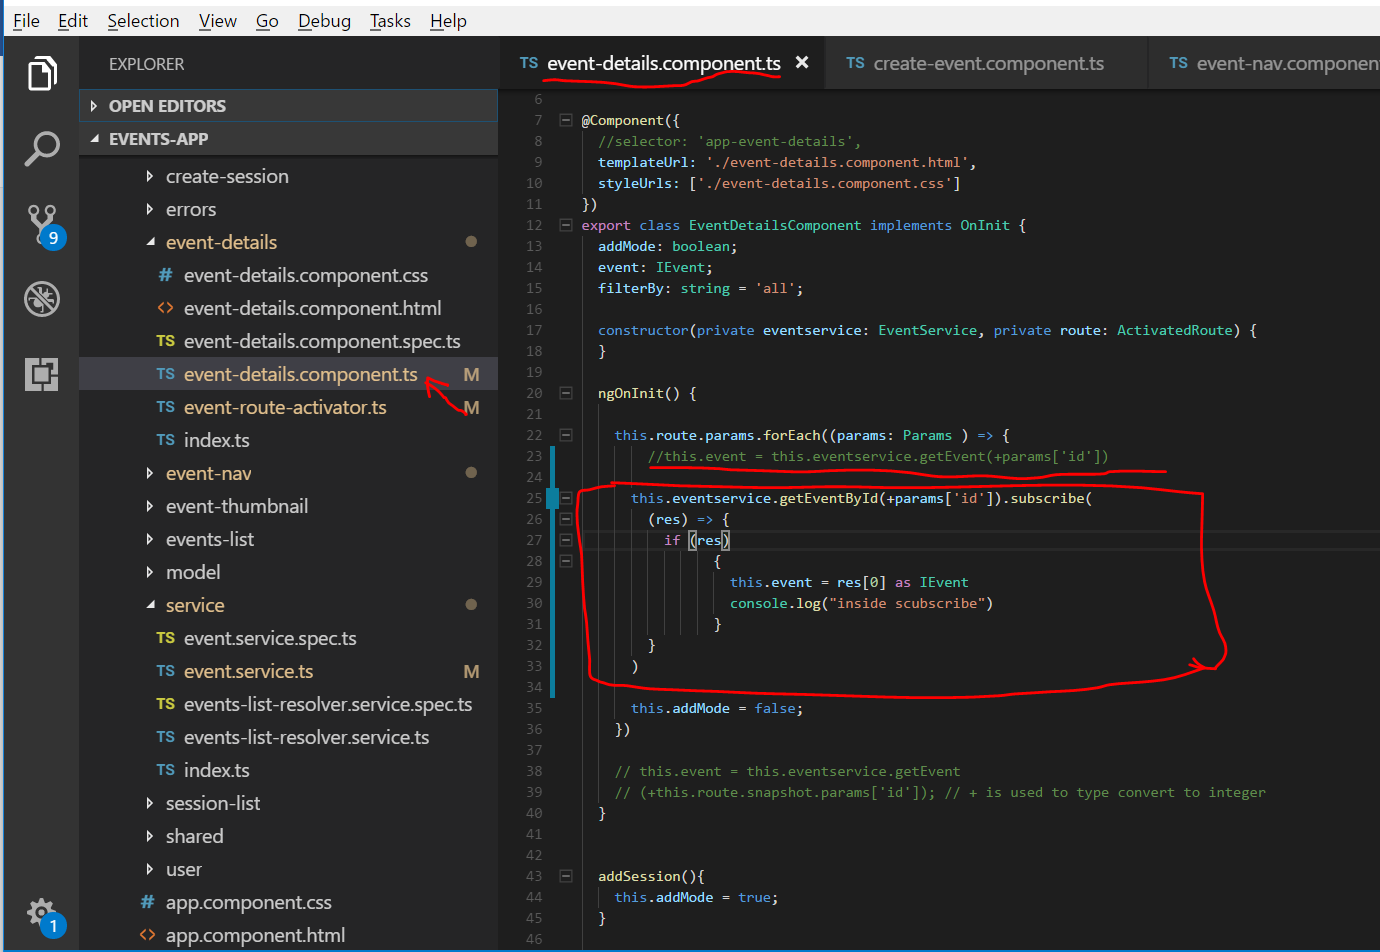 File Edit Selection View Go Debug Tasks Help
EXPLORER
OPEN EDITORS
EVENTS-APP
create-session
errors
event-details
# event-details.component.css
<> event-details.component.html
TS event-details.component.spec.ts
TS event-details.component.ts M
TS event-route-activator.ts M
TS index.ts
event-nav
event-thumbnail
events-list
model
service
TS event.service.spec.ts
TS event.service.ts M
TS events-list-resolver.service.spec.ts
TS events-list-resolver.service.ts
TS index.ts
session-list
shared
user
# app.component.css
<> app.component.html
9
1
TS event-details.component.ts × TS create-event.component.ts TS event-nav.componen
6
7 @Component({
8 //selector: 'app-event-details',
9 templateUrl: './event-details.component.html',
10 styleUrls: ['./event-details.component.css']
11 })
12 export class EventDetailsComponent implements OnInit {
13 addMode: boolean;
14 event: IEvent;
15 filterBy: string = 'all';
16
17 constructor(private eventservice: EventService, private route: ActivatedRoute) {
18 }
19
20 ngOnInit() {
21
22 this.route.params.forEach((params: Params ) => {
23 //this.event = this.eventservice.getEvent(+params['id'])
24
25 this.eventservice.getEventById(+params['id']).subscribe(
26 (res) => {
27 if (res)
28 {
29 this.event = res[0] as IEvent
30 console.log("inside scubscribe")
31 }
32 }
33 )
34
35 this.addMode = false;
36 })
37
38 // this.event = this.eventservice.getEvent
39 // (+this.route.snapshot.params['id']); // + is used to type convert to integer
40 }
41
42
43 addSession(){
44 this.addMode = true;
45 }
46